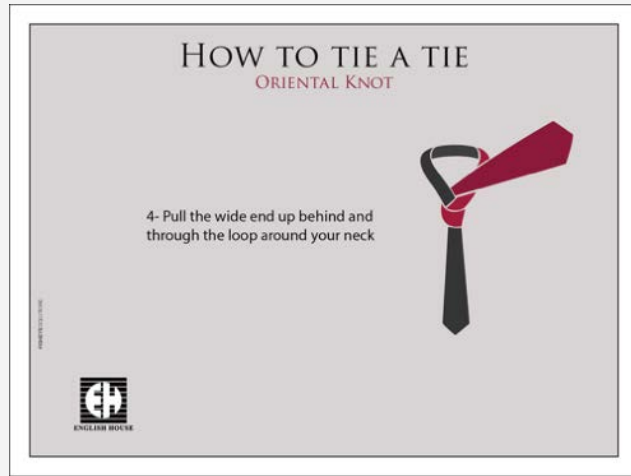 HOW TO TIE A TIE
ORIENTAL KNOT
4- Pull the wide end up behind and
through the loop around your neck
EH
ENGLISH HOUSE